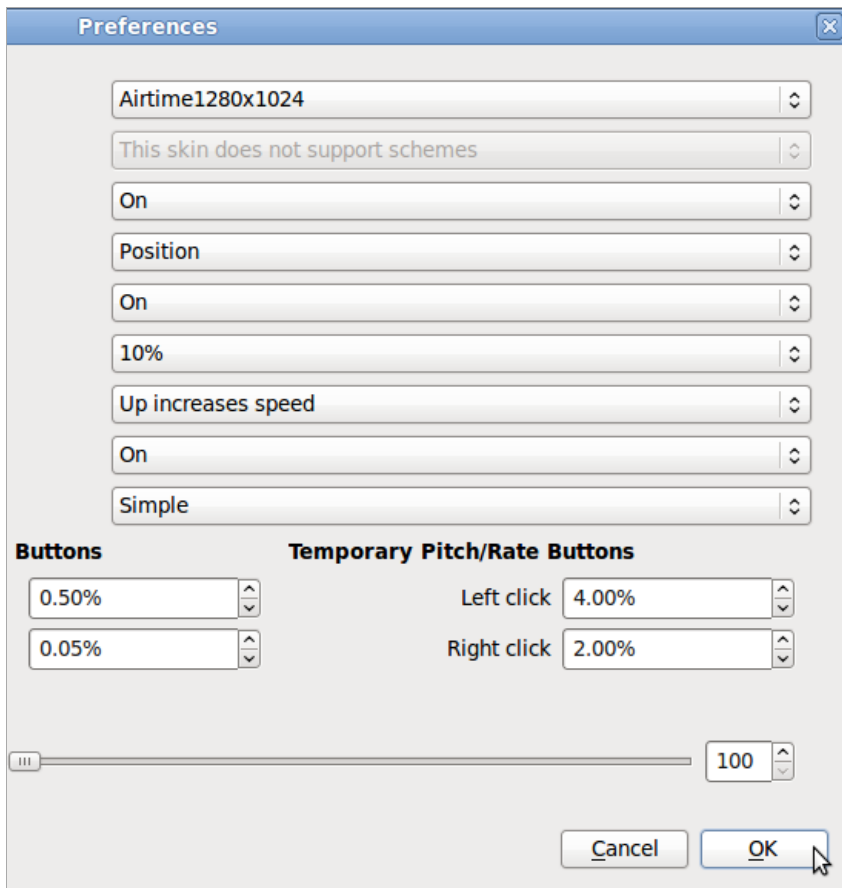 Preferences
Airtime1280x1024
This skin does not support schemes
On
Position
On
10%
Up increases speed
On
Simple
Buttons Temporary Pitch/Rate Buttons
0.50% Left click 4.00%
0.05% Right click 2.00%
100
Cancel OK